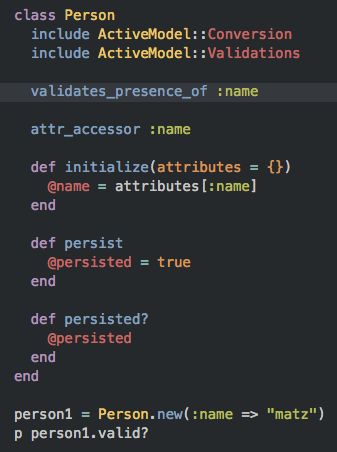 class Person
  include ActiveModel::Conversion
  include ActiveModel::Validations

  validates_presence_of :name

  attr_accessor :name

  def initialize(attributes = {})
    @name = attributes[:name]
  end

  def persist
    @persisted = true
  end

  def persisted?
    @persisted
  end
end

person1 = Person.new(:name => "matz")
p person1.valid?